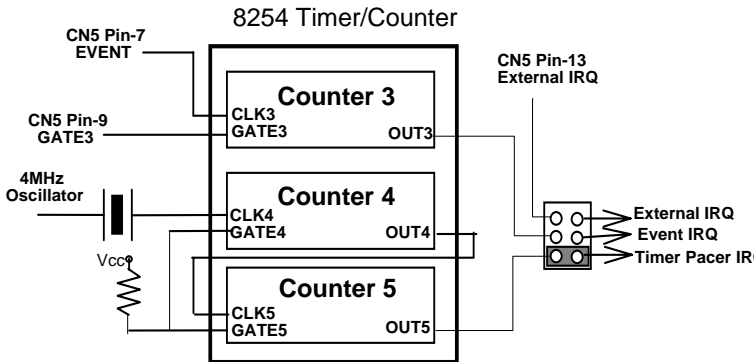 8254 Timer/Counter
CN5 Pin-7
EVENT
CN5 Pin-13
External IRQ
Counter 3
CLK3
GATE3
OUT3
CN5 Pin-9
GATE3
4MHz
Oscillator
Counter 4
CLK4
GATE4
OUT4
External IRQ
Event IRQ
Timer Pacer IR
Vcc
Counter 5
CLK5
GATE5
OUT5